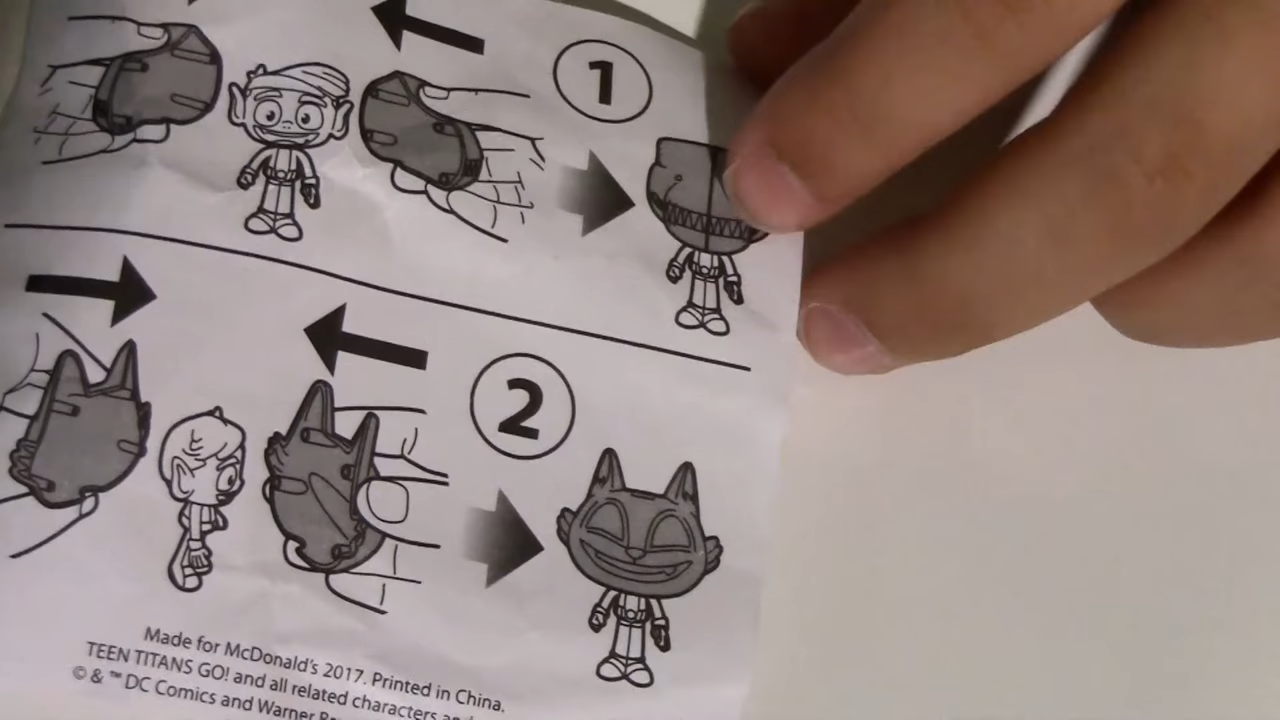 1
2
Made for McDonald's 2017. Printed in China.
TEEN TITANS GO! and all related characters
© & ™ DC Comics and Warner